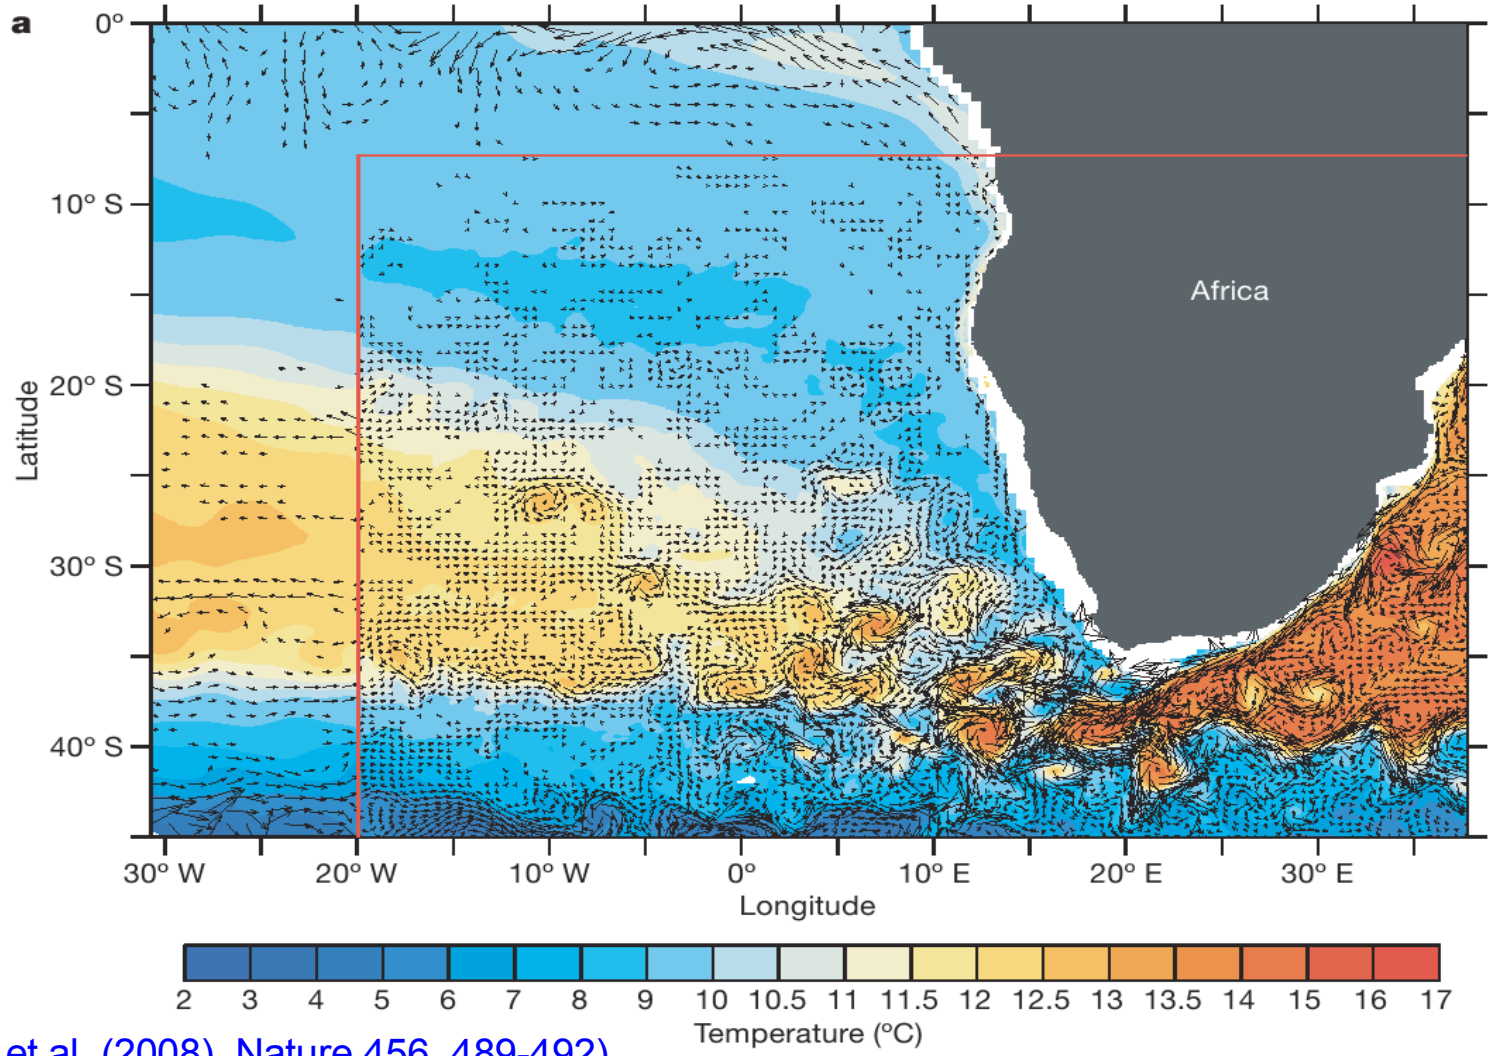 a
0°
10° S
20° S
30° S
40° S
Latitude
Africa
30° W 20° W 10° W 0° 10° E 20° E 30° E
Longitude
2 3 4 5 6 7 8 9 10 10.5 11 11.5 12 12.5 13 13.5 14 15 16 17
Temperature (°C)
et al. (2008), Nature 456, 489-492)